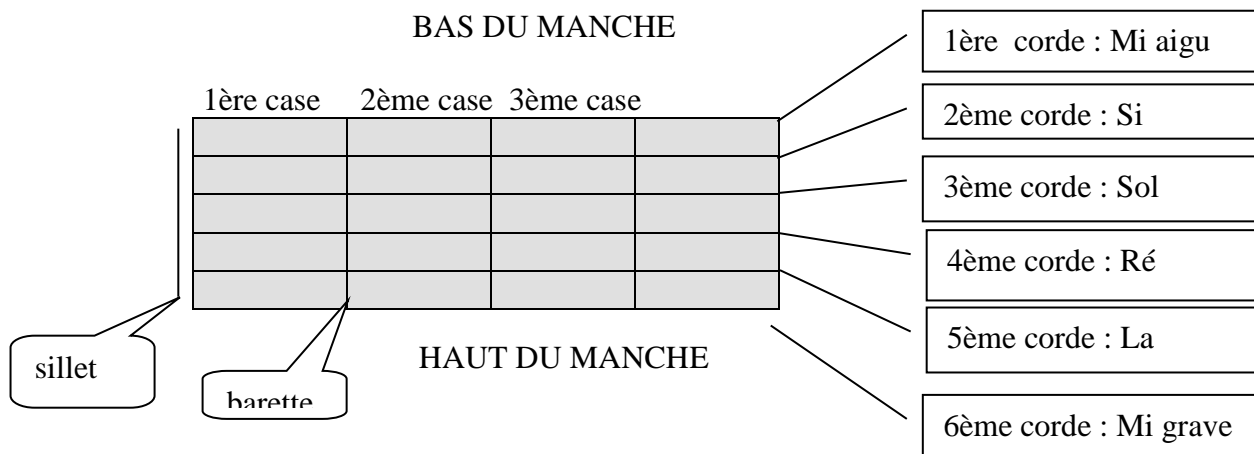 BAS DU MANCHE
1ère corde : Mi aigu
1ère case 2ème case 3ème case
2ème corde : Si
3ème corde : Sol
4ème corde : Ré
5ème corde : La
HAUT DU MANCHE
sillet
barette
6ème corde : Mi grave